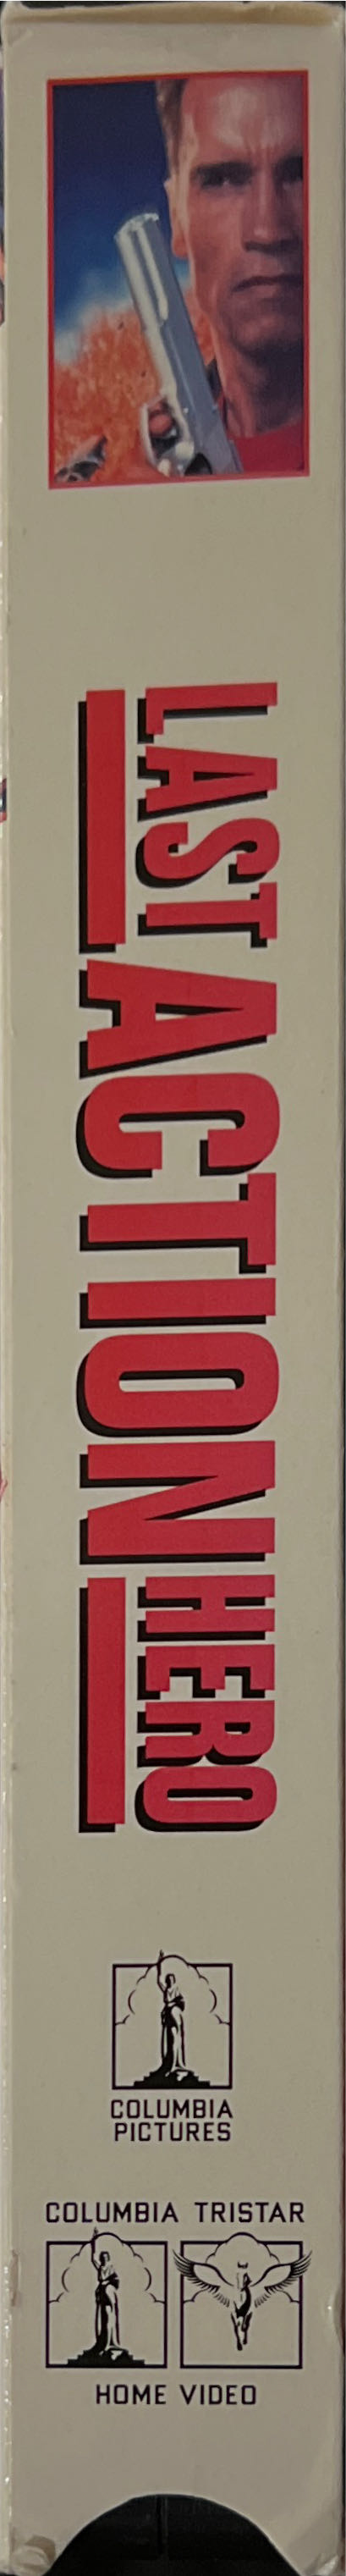 LAST ACTION HERO
COLUMBIA
PICTURES
COLUMBIA TRISTAR
HOME VIDEO